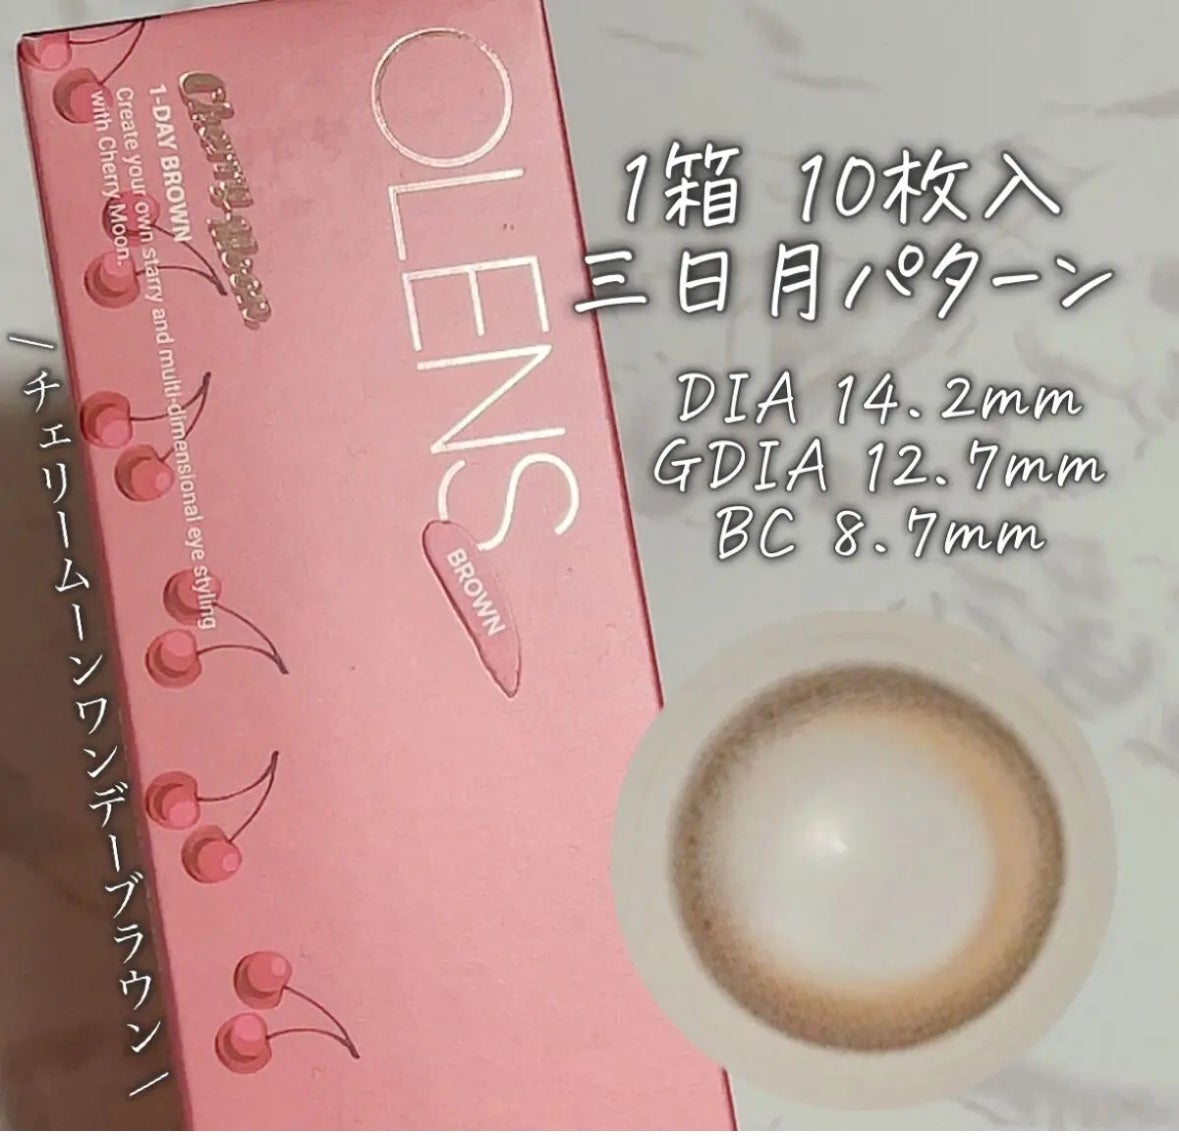 OLENS
BROWN
Cherry Moon,
1-DAY BROWN
Create your own starry and multi-dimensional eye styling
with Cherry Moon.
1箱 10枚入
三日月パターン
DIA 14.2mm
GDIA 12.7mm
BC 8.7mm
\チェリームーンワンデーブラウン/